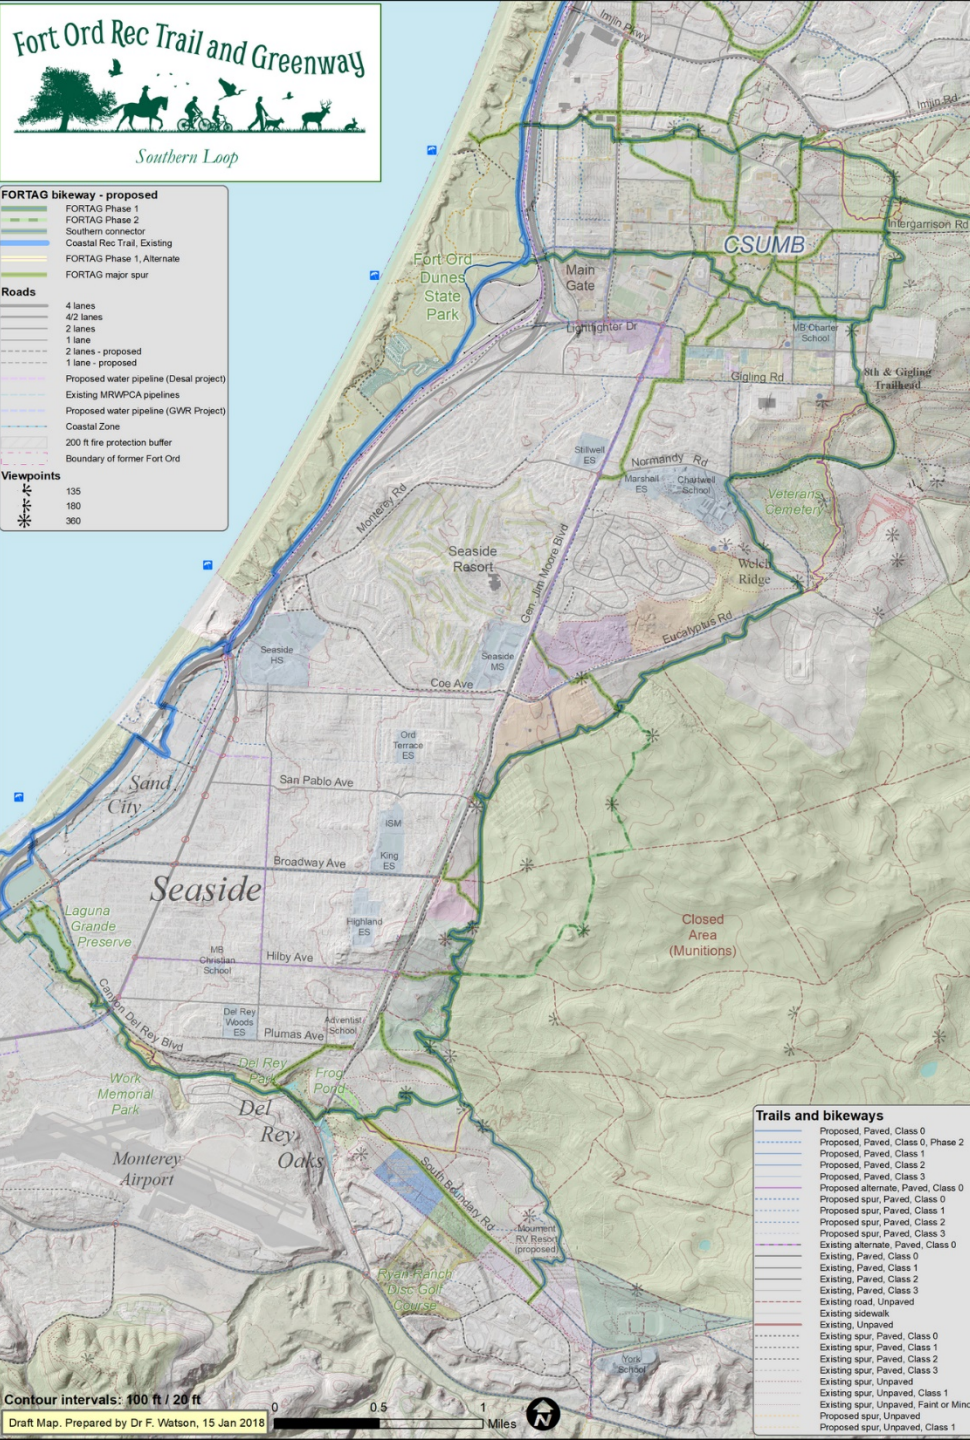 Fort Ord Rec Trail and Greenway
Southern Loop
FORTAG bikeway - proposed
FORTAG Phase 1
FORTAG Phase 2
Southern connector
Coastal Rec Trail, Existing
FORTAG Phase 1, Alternate
FORTAG major spur
Roads
4 lanes
4/2 lanes
2 lanes
1 lane
2 lanes - proposed
1 lane - proposed
Proposed water pipeline (Desal project)
Existing MRWPCA pipelines
Proposed water pipeline (GWR Project)
Coastal Zone
200 ft fire protection buffer
Boundary of former Fort Ord
Viewpoints
135
180
360
Imjin Pkwy
Imjin Rd
Intergarrison Rd
CSUMB
Fort Ord
Dunes
State
Park
Main
Gate
Lightfighter Dr
MB Charter
School
Gigling Rd
8th & Gigling
Trailhead
Stillwell
ES
Normandy Rd
Marshall
ES
Chartwell
School
Veterans
Cemetery
Monterey Rd
Seaside
Resort
Gen. Jim Moore Blvd
Welch
Ridge
Eucalyptus Rd
Seaside
HS
Seaside
MS
Coe Ave
Ord
Terrace
ES
Sand
City
San Pablo Ave
ISM
King
ES
Broadway Ave
Seaside
Laguna
Grande
Preserve
Highland
ES
Closed
Area
(Munitions)
MB
Christian
School
Hilby Ave
Canyon Del Rey Blvd
Del Rey
Woods
ES
Adventist
School
Plumas Ave
Del Rey
Park
Frog
Pond
Work
Memorial
Park
Del
Rey
Oaks
Monterey
Airport
South Boundary Rd
Moument
RV Resort
(proposed)
Ryan Ranch
Disc Golf
Course
York
School
Trails and bikeways
Proposed, Paved, Class 0
Proposed, Paved, Class 0, Phase 2
Proposed, Paved, Class 1
Proposed, Paved, Class 2
Proposed, Paved, Class 3
Proposed alternate, Paved, Class 0
Proposed spur, Paved, Class 0
Proposed spur, Paved, Class 1
Proposed spur, Paved, Class 2
Proposed spur, Paved, Class 3
Existing alternate, Paved, Class 0
Existing, Paved, Class 0
Existing, Paved, Class 1
Existing, Paved, Class 2
Existing, Paved, Class 3
Existing road, Unpaved
Existing sidewalk
Existing, Unpaved
Existing spur, Paved, Class 0
Existing spur, Paved, Class 1
Existing spur, Paved, Class 2
Existing spur, Paved, Class 3
Existing spur, Unpaved
Existing spur, Unpaved, Class 1
Existing spur, Unpaved, Faint or Mino
Proposed spur, Unpaved
Proposed spur, Unpaved, Class 1
Contour intervals: 100 ft / 20 ft
Draft Map. Prepared by Dr F. Watson, 15 Jan 2018
0 0.5 1
Miles
N